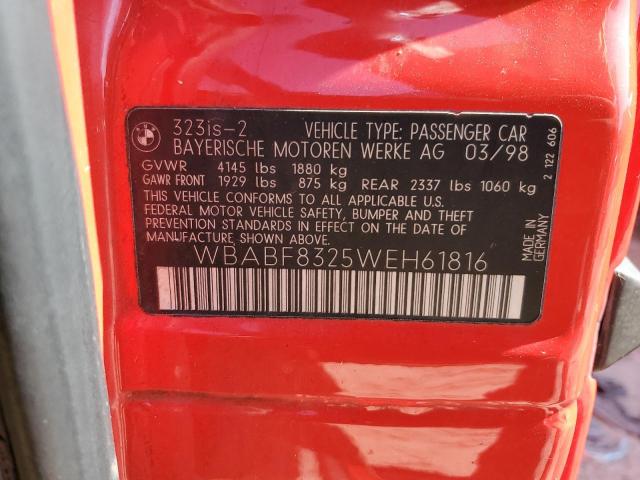 BMW
323is-2 VEHICLE TYPE: PASSENGER CAR
BAYERISCHE MOTOREN WERKE AG 03/98
GVWR 4145 lbs 1880 kg
GAWR FRONT 1929 lbs 875 kg REAR 2337 lbs 1060 kg
THIS VEHICLE CONFORMS TO ALL APPLICABLE U.S.
FEDERAL MOTOR VEHICLE SAFETY, BUMPER AND THEFT
PREVENTION STANDARDS IN EFFECT ON THE DATE OF
MANUFACTURE SHOWN ABOVE.
WBABF8325WEH61816
2 122 606
MADE IN
GERMANY